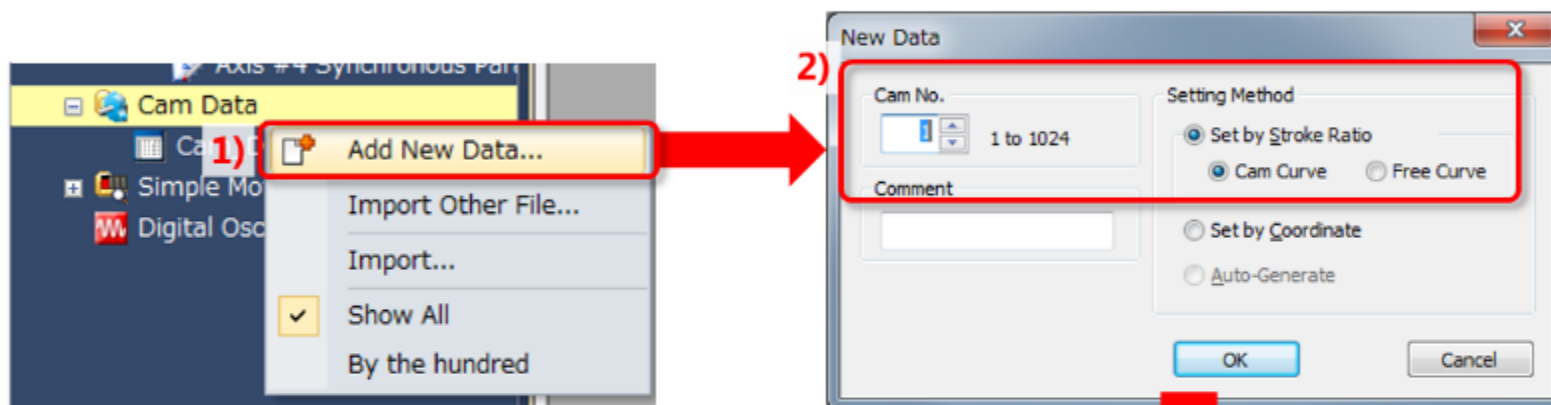 Axis #4 Synchronous Para
Cam Data
1)
Add New Data...
Import Other File...
Simple Mo
Digital Osc
Import...
Show All
By the hundred
New Data
2)
Cam No.
1
1 to 1024
Comment
Setting Method
Set by Stroke Ratio
Cam Curve
Free Curve
Set by Coordinate
Auto-Generate
OK
Cancel